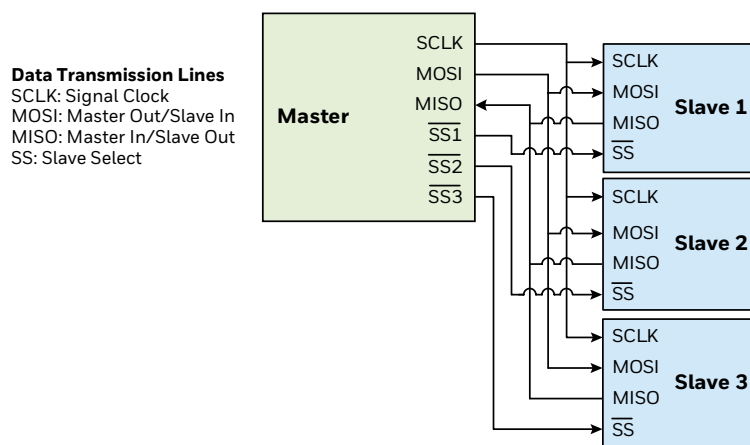 Data Transmission Lines
SCLK: Signal Clock
MOSI: Master Out/Slave In
MISO: Master In/Slave Out
SS: Slave Select
Master
SCLK
MOSI
MISO
SS1
SS2
SS3
SCLK
MOSI
MISO
SS
Slave 1
SCLK
MOSI
MISO
SS
Slave 2
SCLK
MOSI
MISO
SS
Slave 3